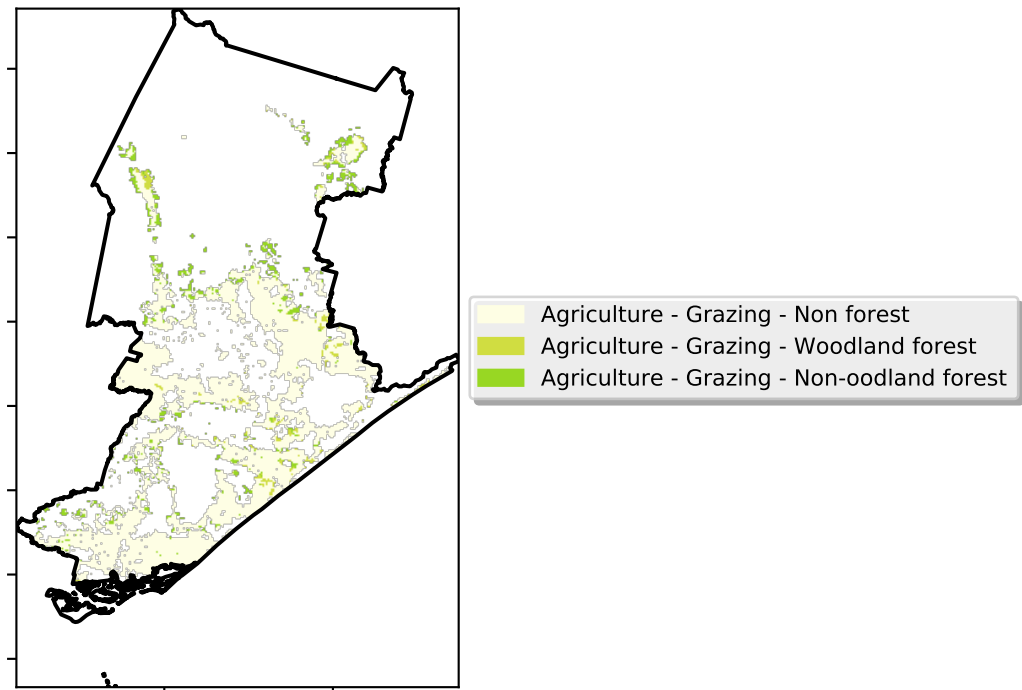 Agriculture - Grazing - Non forest
Agriculture - Grazing - Woodland forest
Agriculture - Grazing - Non-oodland forest